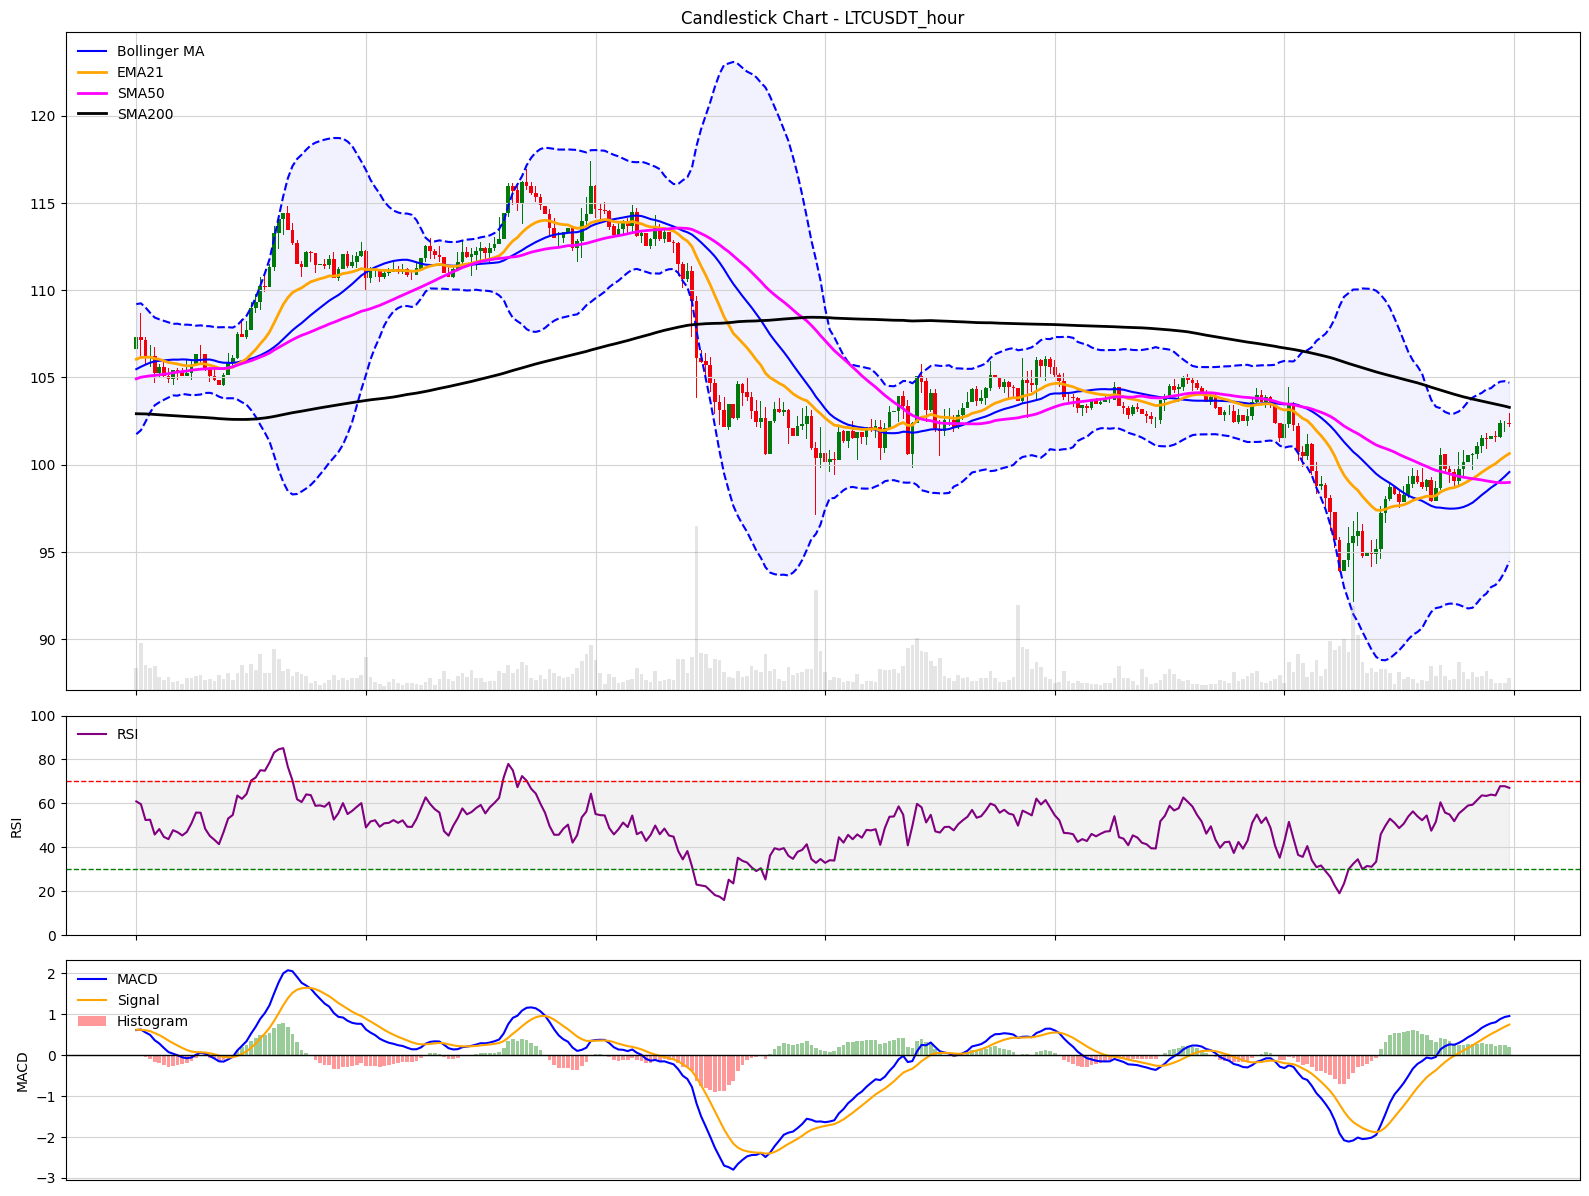 Candlestick Chart - LTCUSDT_hour
Bollinger MA
EMA21
SMA50
SMA200
120
115
110
105
100
95
90
RSI
100
80
60
40
20
0
RSI
MACD
Signal
Histogram
2
1
0
−1
−2
−3
MACD